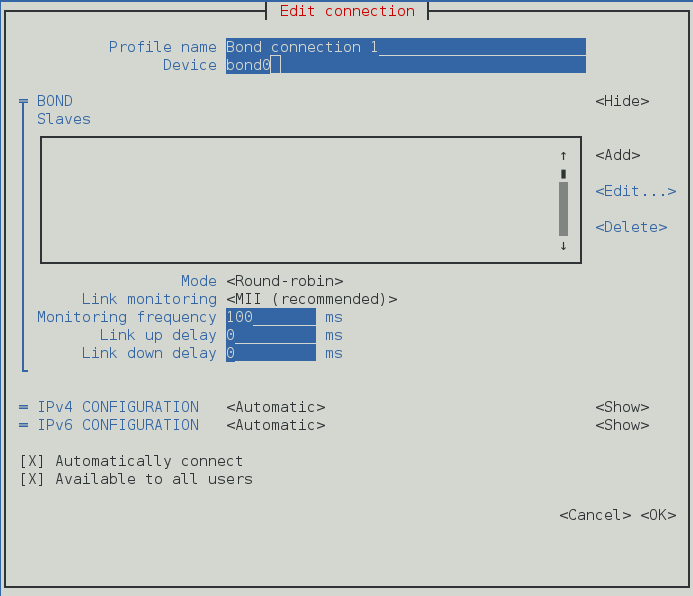 Edit connection
Profile name Bond connection 1
Device bond0
BOND <Hide>
Slaves
<Add>
<Edit...>
<Delete>
Mode <Round-robin>
Link monitoring <MII (recommended)>
Monitoring frequency 100 ms
Link up delay 0 ms
Link down delay 0 ms
IPv4 CONFIGURATION <Automatic> <Show>
IPv6 CONFIGURATION <Automatic> <Show>
[X] Automatically connect
[X] Available to all users
<Cancel> <OK>